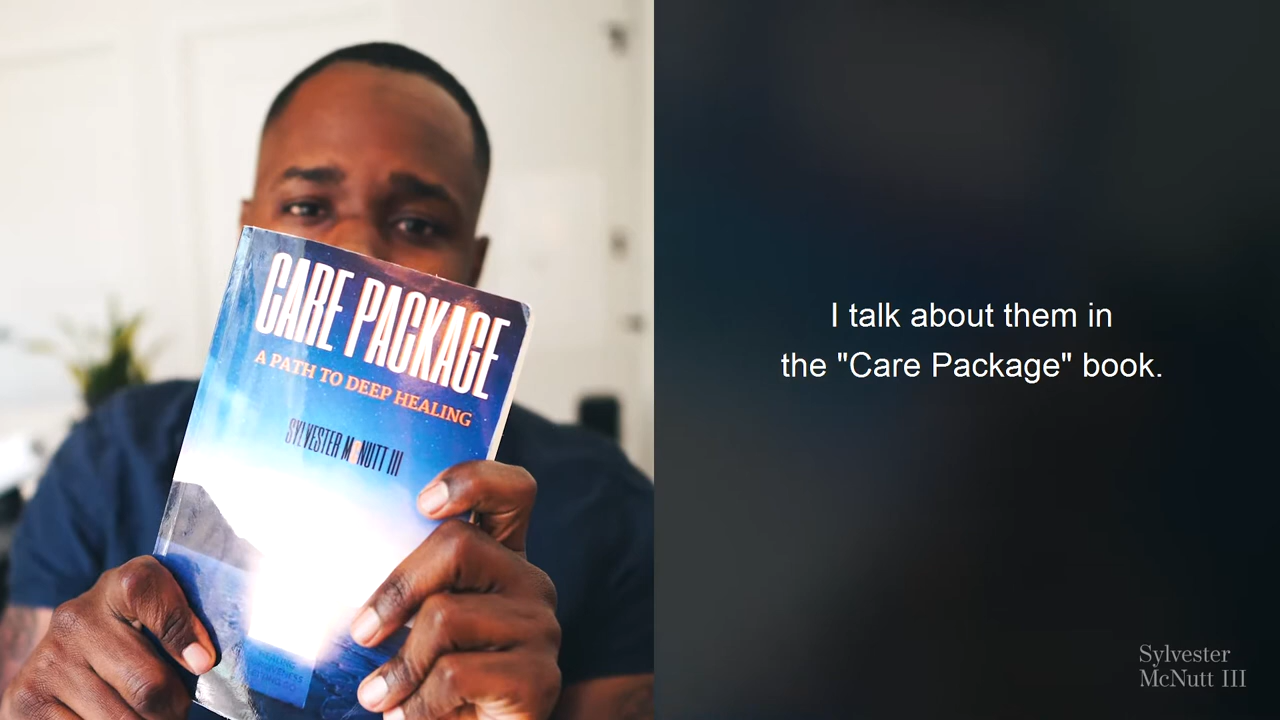 CARE PACKAGE
A PATH TO DEEP HEALING
SYLVESTER MCNUTT III
I talk about them in
the "Care Package" book.
Sylvester
McNutt III